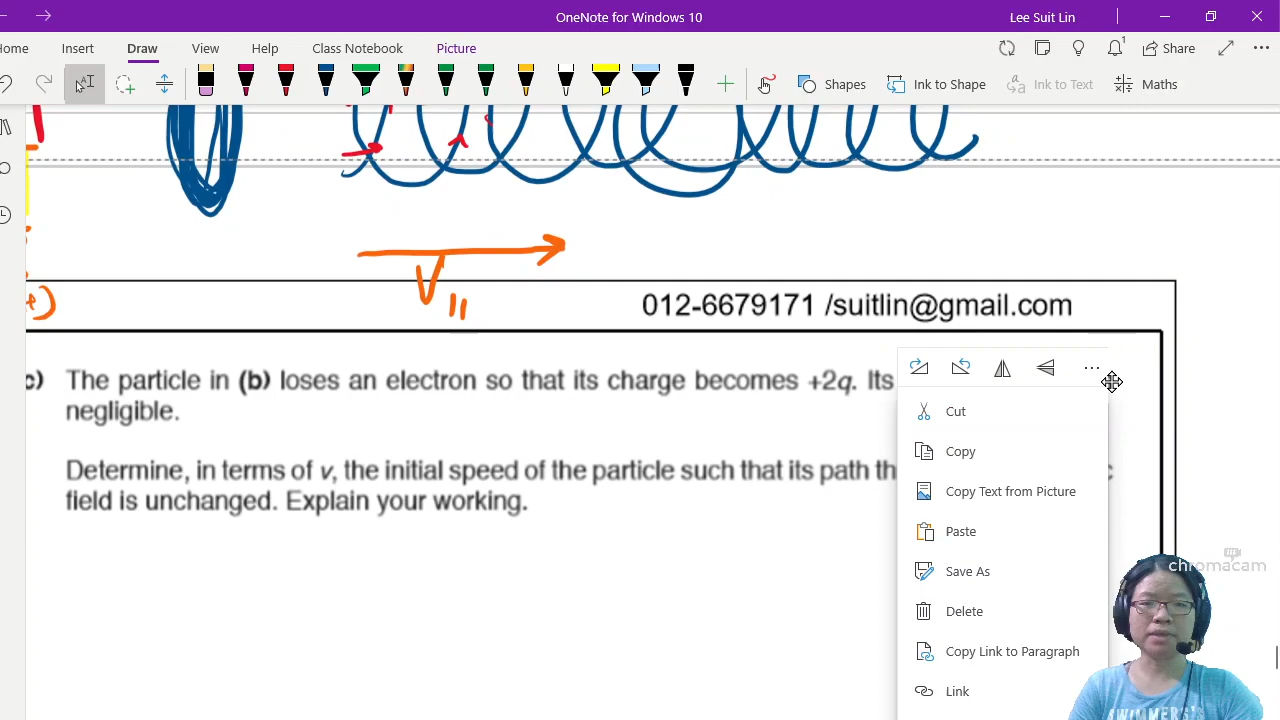 OneNote for Windows 10
Lee Suit Lin
Home Insert Draw View Help Class Notebook Picture
1 Share
Shapes Ink to Shape Ink to Text Maths
V||
012-6679171 /suitlin@gmail.com
c) The particle in (b) loses an electron so that its charge becomes +2q. Its
negligible.
Determine, in terms of v, the initial speed of the particle such that its path th
field is unchanged. Explain your working.
Cut
Copy
Copy Text from Picture
Paste
Save As
Delete
Copy Link to Paragraph
Link
chromacam
SWIMMER'S